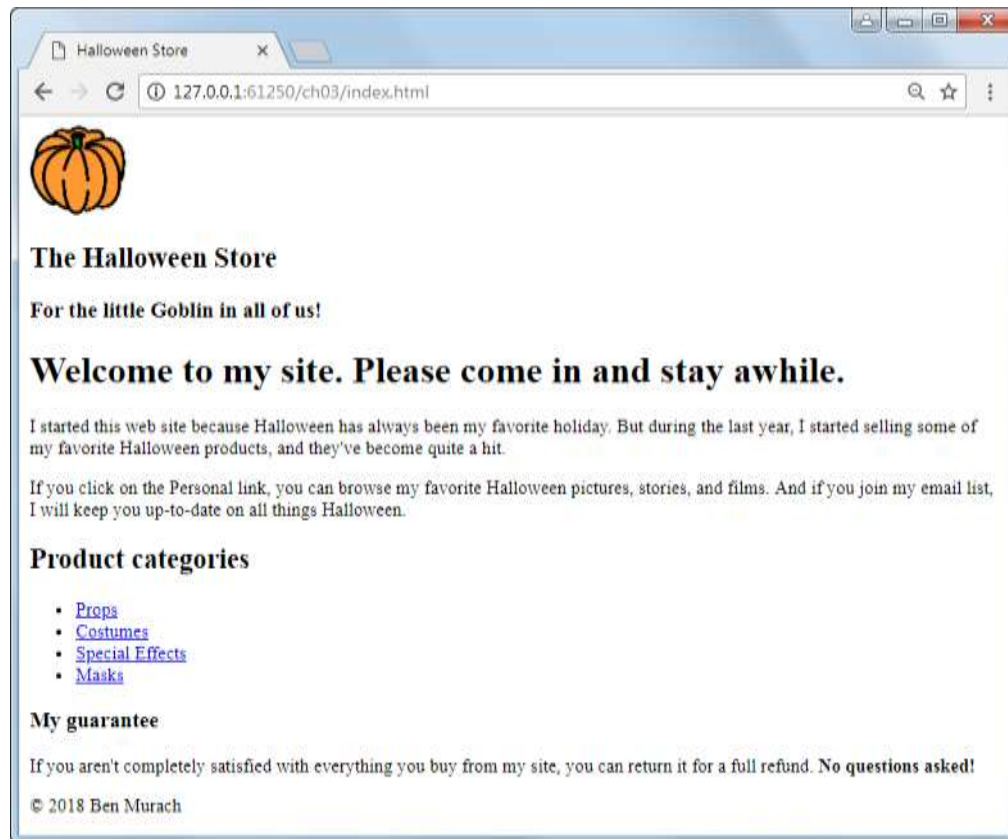 Halloween Store
127.0.0.1:61250/ch03/index.html
The Halloween Store
For the little Goblin in all of us!
Welcome to my site. Please come in and stay awhile.
I started this web site because Halloween has always been my favorite holiday. But during the last year, I started selling some of
my favorite Halloween products, and they've become quite a hit.
If you click on the Personal link, you can browse my favorite Halloween pictures, stories, and films. And if you join my email list,
I will keep you up-to-date on all things Halloween.
Product categories
• Props
• Costumes
• Special Effects
• Masks
My guarantee
If you aren't completely satisfied with everything you buy from my site, you can return it for a full refund. No questions asked!
© 2018 Ben Murach